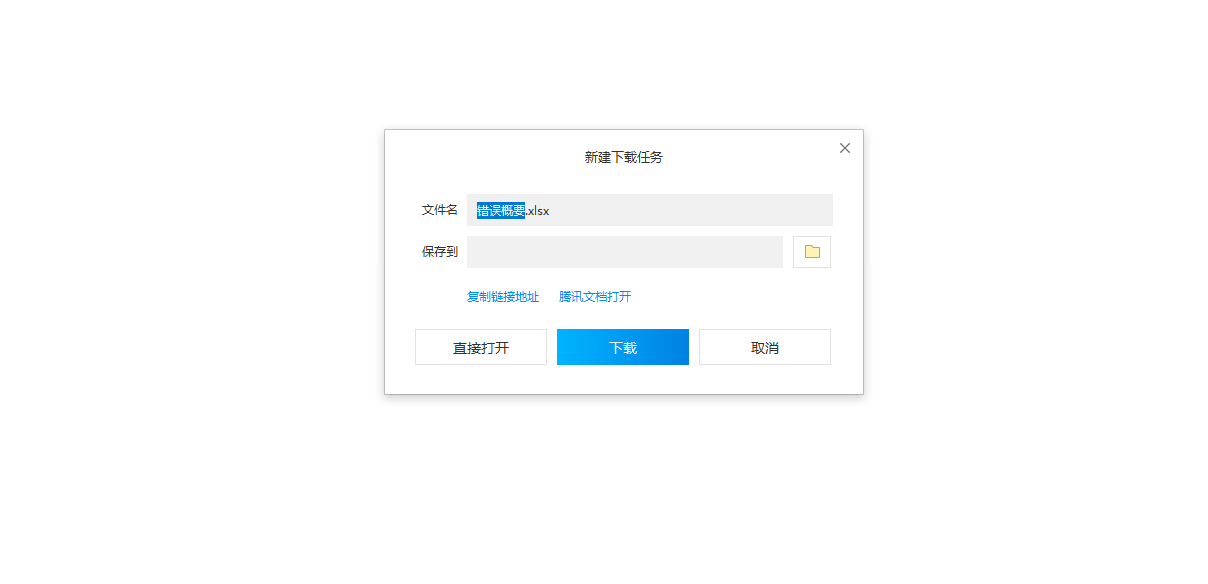 新建下载任务
文件名 错误概要.xlsx
保存到
复制链接地址 腾讯文档打开
直接打开 下载 取消